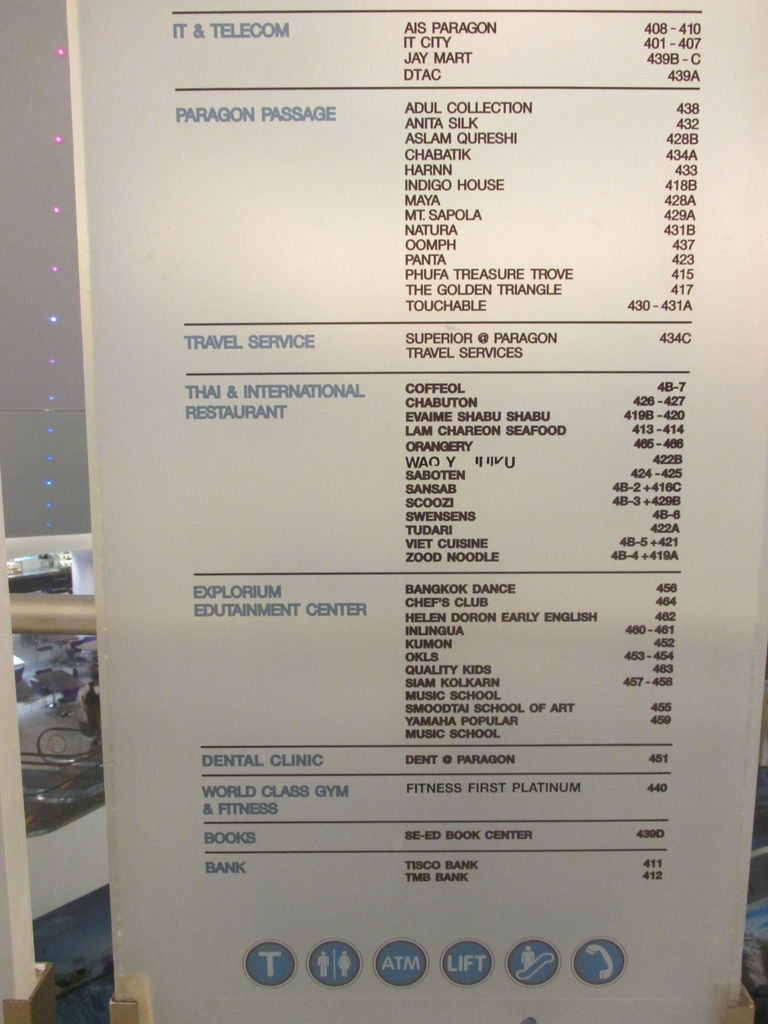 IT & TELECOM AIS PARAGON 408 - 410
IT CITY 401 - 407
JAY MART 439B - C
DTAC 439A
PARAGON PASSAGE ADUL COLLECTION 438
ANITA SILK 432
ASLAM QURESHI 428B
CHABATIK 434A
HARNN 433
INDIGO HOUSE 418B
MAYA 428A
MT. SAPOLA 429A
NATURA 431B
OOMPH 437
PANTA 423
PHUFA TREASURE TROVE 415
THE GOLDEN TRIANGLE 417
TOUCHABLE 430 - 431A
TRAVEL SERVICE SUPERIOR @ PARAGON 434C
TRAVEL SERVICES
THAI & INTERNATIONAL COFFEOL 4B-7
CHABUTON 426 - 427
RESTAURANT EVAIME SHABU SHABU 419B - 420
LAM CHAREON SEAFOOD 413 - 414
ORANGERY 465 - 466
422B
SABOTEN 424 - 425
SANSAB 4B-2 +416C
SCOOZI 4B-3 +429B
SWENSENS 4B-6
TUDARI 422A
VIET CUISINE 4B-5 +421
ZOOD NOODLE 4B-4 +419A
EXPLORIUM BANGKOK DANCE 456
EDUTAINMENT CENTER CHEF'S CLUB 464
HELEN DORON EARLY ENGLISH 462
INLINGUA 460 - 461
KUMON 452
OKLS 453 - 454
QUALITY KIDS 463
SIAM KOLKARN 457 - 458
MUSIC SCHOOL
SMOODTAI SCHOOL OF ART 455
YAMAHA POPULAR 459
MUSIC SCHOOL
DENTAL CLINIC DENT @ PARAGON 451
WORLD CLASS GYM FITNESS FIRST PLATINUM 440
& FITNESS
BOOKS SE-ED BOOK CENTER 439D
BANK TISCO BANK 411
TMB BANK 412
T ATM LIFT